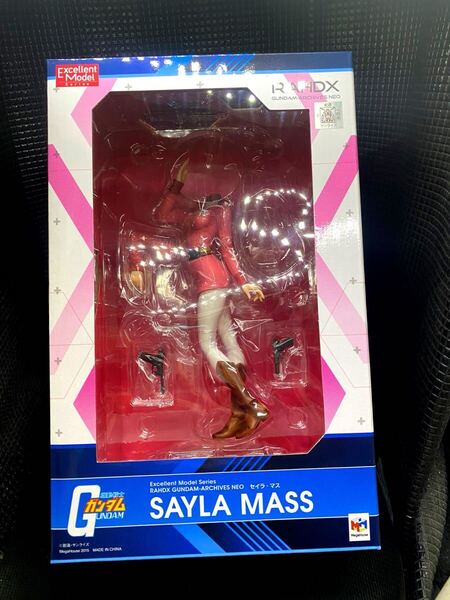 Excellent
Model
Series
RAHDX
GUNDAM-ARCHIVES NEO
Excellent Model Series
RAHDX GUNDAM-ARCHIVES NEO セイラ・マス
SAYLA MASS
機動戦士
ガンダム
GUNDAM
©創通・サンライズ
MegaHouse 2015 MADE IN CHINA
MegaHouse